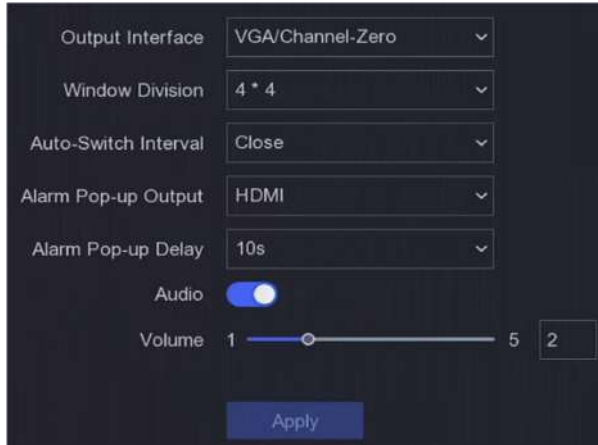 Output Interface VGA/Channel-Zero
Window Division 4 * 4
Auto-Switch Interval Close
Alarm Pop-up Output HDMI
Alarm Pop-up Delay 10s
Audio
Volume 1 5 2
Apply